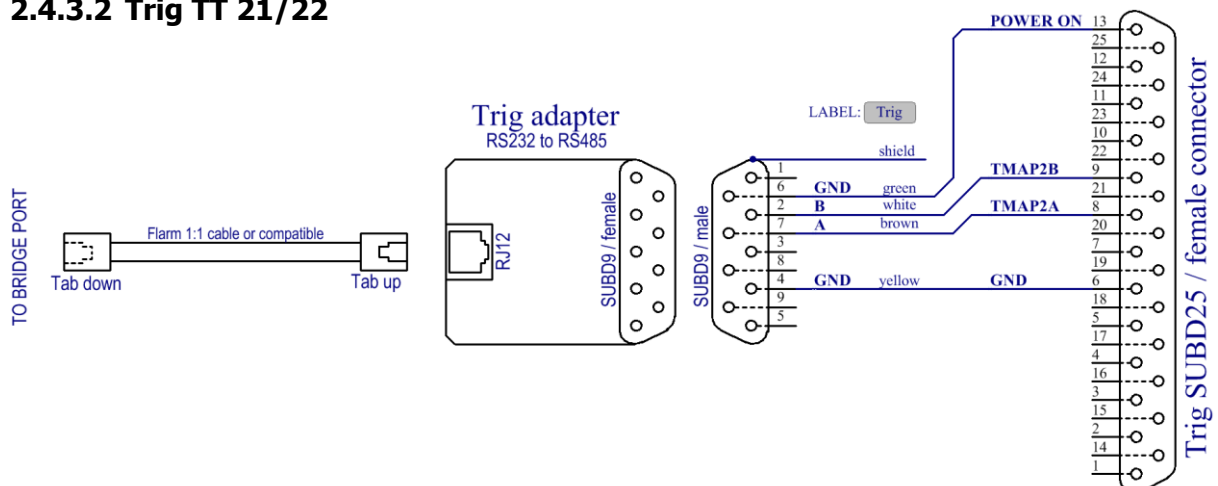 2.4.3.2 Trig TT 21/22
TO BRIDGE PORT
Tab down
Flarm 1:1 cable or compatible
Tab up
Trig adapter
RS232 to RS485
RJ12
SUBD9 / female
SUBD9 / male
LABEL: Trig
shield
1
6 GND green
2 B white
7 A brown
3
8
4 GND yellow
9
5
POWER ON 13
25
12
24
11
23
10
22
TMAP2B 9
21
TMAP2A 8
20
7
19
GND 6
18
5
17
4
16
3
15
2
14
1
Trig SUBD25 / female connector